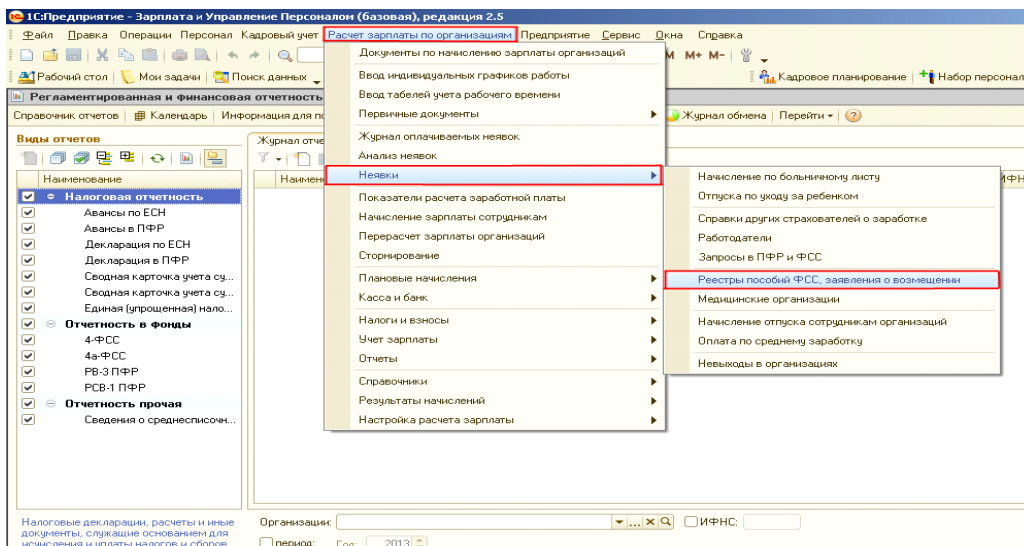 1С:Предприятие - Зарплата и Управление Персоналом (базовая), редакция 2.5
Файл Правка Операции Персонал Кадровый учет Расчет зарплаты по организациям Предприятие Сервис Окна Справка
M M+ M-
Рабочий стол Мои задачи Поиск данных Кадровое планирование Набор персонал
Регламентированная и финансовая отчетность
Справочник отчетов Календарь Журнал обмена Перейти
Виды отчетов
Наименование
Налоговая отчетность
Авансы по ЕСН
Авансы в ПФР
Декларация по ЕСН
Декларация в ПФР
Сводная карточка учета су...
Сводная карточка учета су...
Единая (упрощенная) нало...
Отчетность в фонды
4-ФСС
4а-ФСС
РВ-3 ПФР
РСВ-1 ПФР
Отчетность прочая
Сведения о среднесписочн...
Налоговые декларации, расчеты и иные
документы, служащие основанием для
исчисления и уплаты налогов и сборов
Журнал отче
Наимен
Документы по начислению зарплаты организаций
Ввод индивидуальных графиков работы
Ввод табелей учета рабочего времени
Первичные документы
Журнал оплачиваемых неявок
Анализ неявок
Неявки
Показатели расчета заработной платы
Начисление зарплаты сотрудникам
Перерасчет зарплаты организаций
Сторнирование
Плановые начисления
Касса и банк
Налоги и взносы
Учет зарплаты
Отчеты
Справочники
Результаты начислений
Настройка расчета зарплаты
Начисление по больничному листу
Отпуска по уходу за ребенком
Справки других страхователей о заработке
Работодатели
Запросы в ПФР и ФСС
Реестры пособий ФСС, заявления о возмещении
Медицинские организации
Начисление отпуска сотрудникам организаций
Оплата по среднему заработку
Невыходы в организациях
Организации: ИФНС:
период: Год: 2013